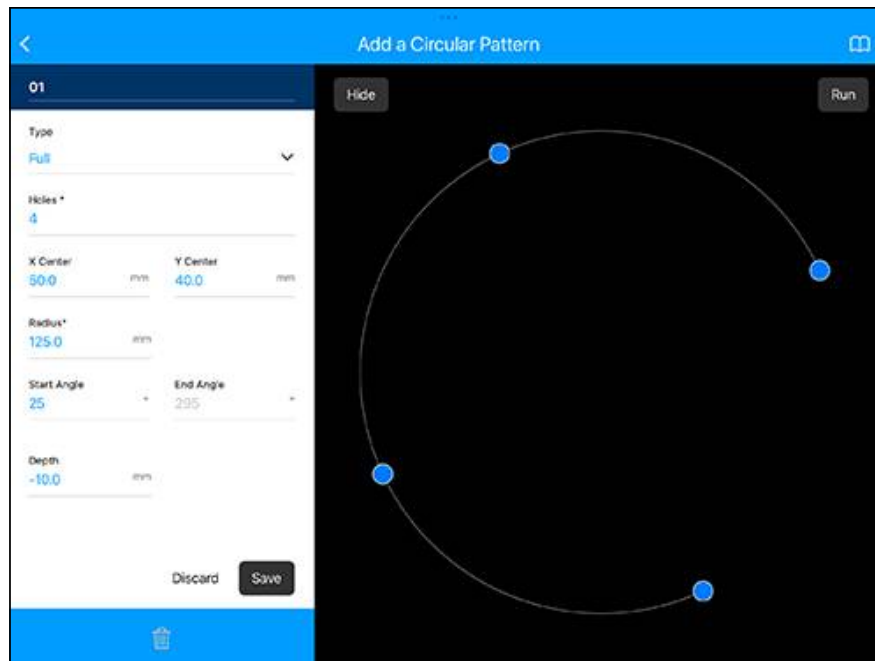 Add a Circular Pattern
01
Hide
Run
Type
Full
Holes *
4
X Center
Y Center
50.0 mm
40.0 mm
Radius*
125.0 mm
Start Angle
End Angle
25 °
295 °
Depth
-10.0 mm
Discard
Save